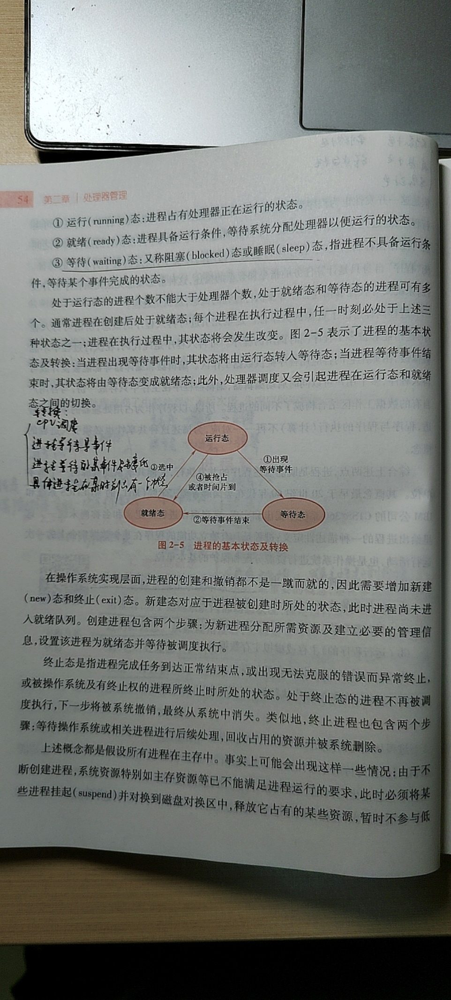 54 第二章 | 处理器管理
① 运行(running)态:进程占有处理器正在运行的状态。
② 就绪(ready)态:进程具备运行条件,等待系统分配处理器以便运行的状态。
③ 等待(waiting)态:又称阻塞(blocked)态或睡眠(sleep)态,指进程不具备运行条
件,等待某个事件完成的状态。
处于运行态的进程个数不能大于处理器个数,处于就绪态和等待态的进程可有多
个。通常进程在创建后处于就绪态;每个进程在执行过程中,任一时刻必处于上述三
种状态之一;进程在执行过程中,其状态将会发生改变。图 2-5 表示了进程的基本状
态及转换:当进程出现等待事件时,其状态将由运行态转入等待态;当进程等待事件结
束时,其状态将由等待态变成就绪态;此外,处理器调度又会引起进程在运行态和就绪
态之间的切换。
转换:
CPU调度
进程等待某事件
进程等待的某事件发生变化
具体进程在某时刻只有一个状态
运行态
①出现
等待事件
③选中
④被抢占
或者时间片到
就绪态
②等待事件结束
等待态
图 2-5 进程的基本状态及转换
在操作系统实现层面,进程的创建和撤销都不是一蹴而就的,因此需要增加新建
(new)态和终止(exit)态。新建态对应于进程被创建时所处的状态,此时进程尚未进
入就绪队列。创建进程包含两个步骤:为新进程分配所需资源及建立必要的管理信
息,设置该进程为就绪态并等待被调度执行。
终止态是指进程完成任务到达正常结束点,或出现无法克服的错误而异常终止,
或被操作系统及有终止权的进程所终止时所处的状态。处于终止态的进程不再被调
度执行,下一步将被系统撤销,最终从系统中消失。类似地,终止进程也包含两个步
骤:等待操作系统或相关进程进行后续处理,回收占用的资源并被系统删除。
上述概念都是假设所有进程在主存中。事实上可能会出现这样一些情况:由于不
断创建进程,系统资源特别如主存资源等已不能满足进程运行的要求,此时必须将某
些进程挂起(suspend)并对换到磁盘对换区中,释放它占有的某些资源,暂时不参与低